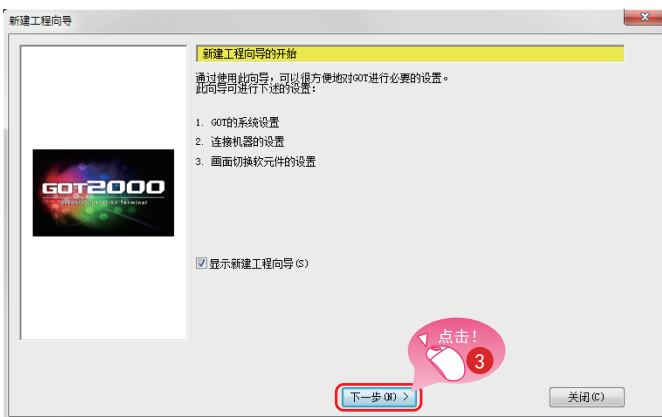 新建工程向导
新建工程向导的开始
通过使用此向导，可以很方便地对GOT进行必要的设置。
此向导可进行下述的设置：
1. GOT的系统设置
2. 连接机器的设置
3. 画面切换软元件的设置
GOT2000
Graphic Operation Terminal
显示新建工程向导(S)
点击!
3
下一步(N) >
关闭(C)